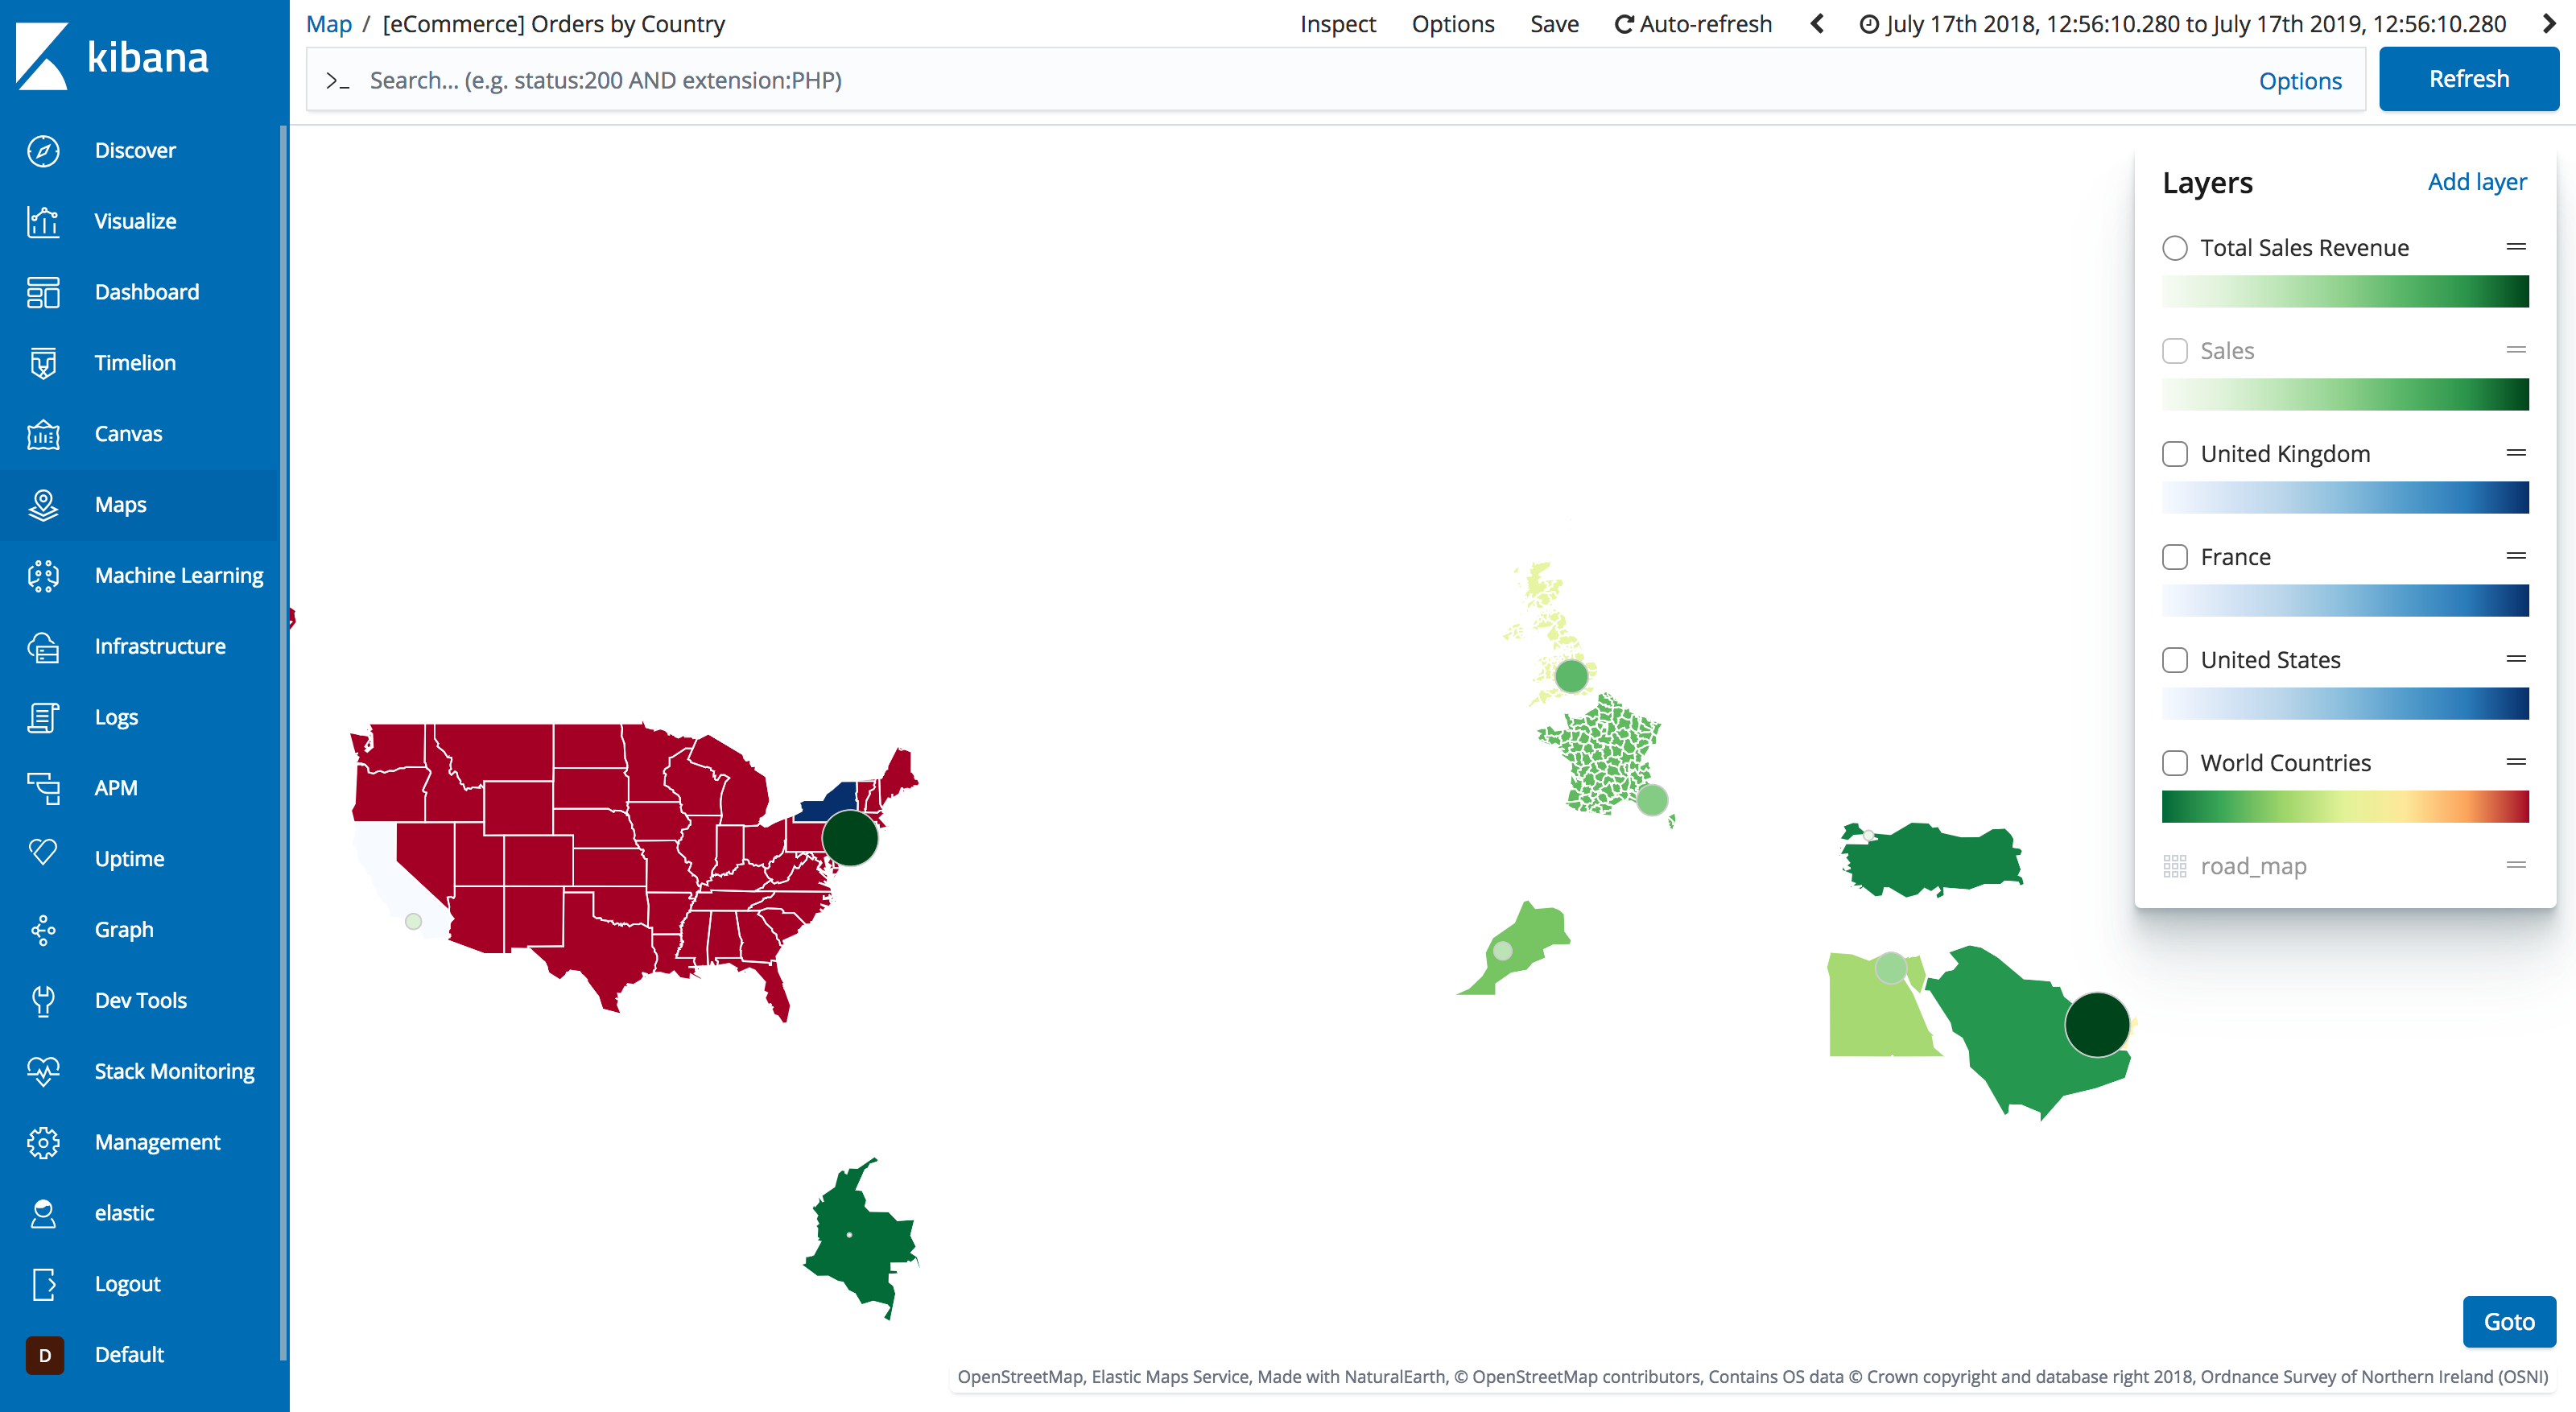 kibana
Discover
Visualize
Dashboard
Timelion
Canvas
Maps
Machine Learning
Infrastructure
Logs
APM
Uptime
Graph
Dev Tools
Stack Monitoring
Management
elastic
Logout
D Default
Map / [eCommerce] Orders by Country
Inspect Options Save Auto-refresh July 17th 2018, 12:56:10.280 to July 17th 2019, 12:56:10.280
>_ Search... (e.g. status:200 AND extension:PHP) Options Refresh
Layers Add layer
Total Sales Revenue
Sales
United Kingdom
France
United States
World Countries
road_map
Goto
OpenStreetMap, Elastic Maps Service, Made with NaturalEarth, © OpenStreetMap contributors, Contains OS data © Crown copyright and database right 2018, Ordnance Survey of Northern Ireland (OSNI)